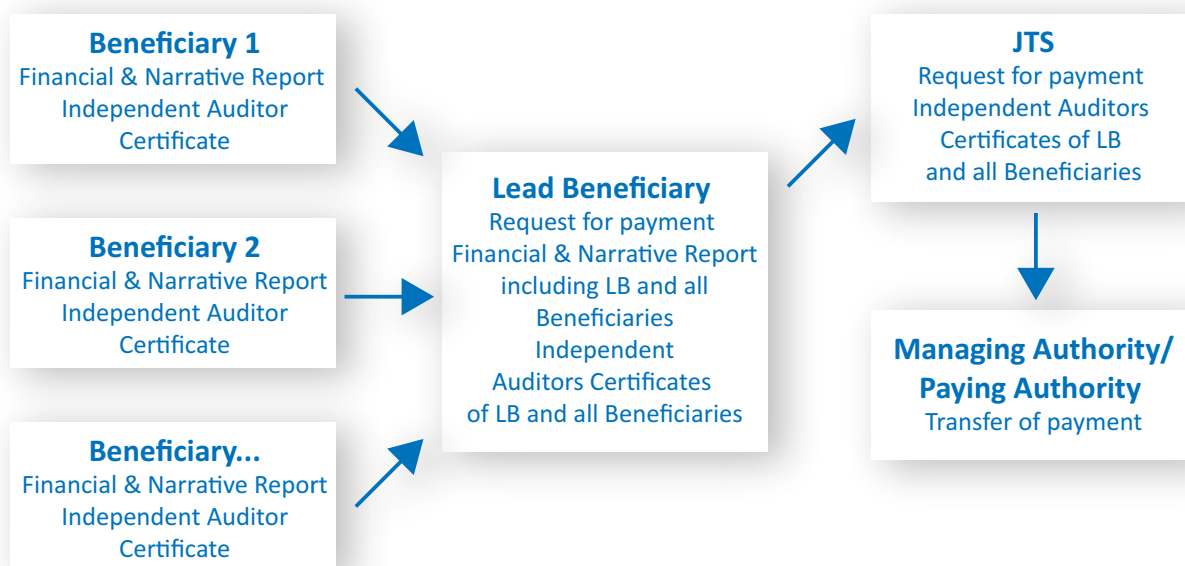 Beneficiary 1
Financial & Narrative Report
Independent Auditor
Certificate
Beneficiary 2
Financial & Narrative Report
Independent Auditor
Certificate
Beneficiary...
Financial & Narrative Report
Independent Auditor
Certificate
Lead Beneficiary
Request for payment
Financial & Narrative Report
including LB and all
Beneficiaries
Independent
Auditors Certificates
of LB and all Beneficiaries
JTS
Request for payment
Independent Auditors
Certificates of LB
and all Beneficiaries
Managing Authority/
Paying Authority
Transfer of payment